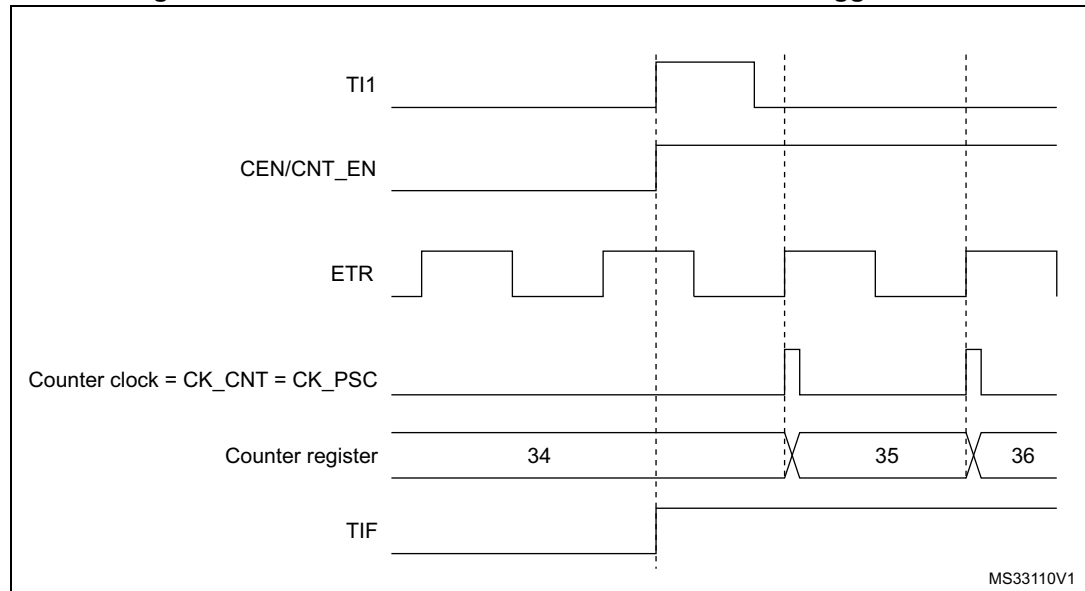 TI1
CEN/CNT_EN
ETR
Counter clock = CK_CNT = CK_PSC
Counter register 34 35 36
TIF
MS33110V1